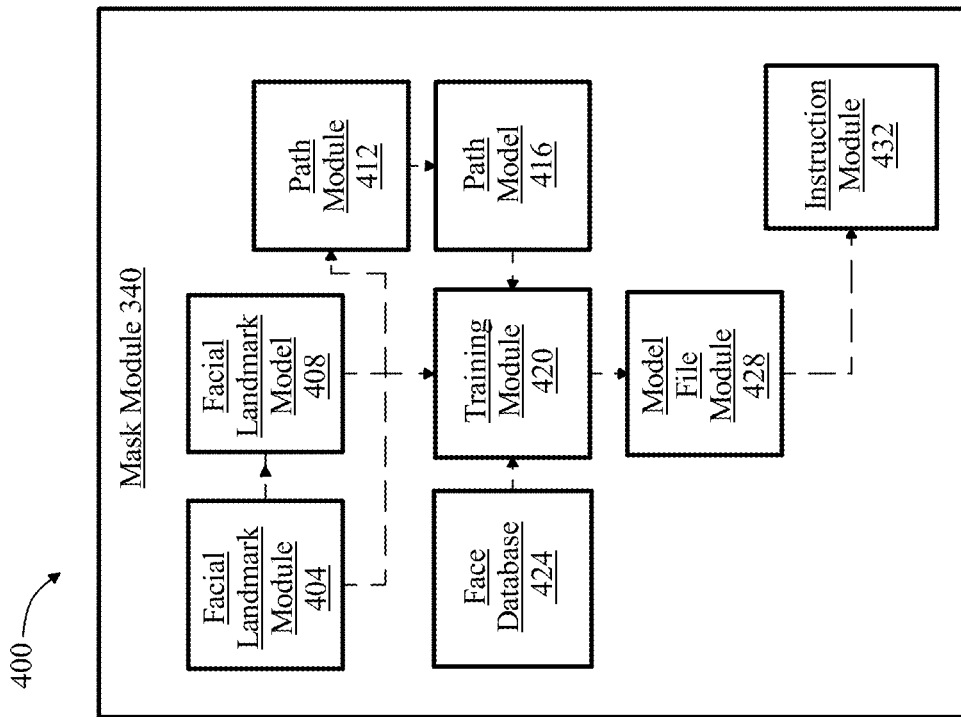 400
Mask Module 340
Facial
Landmark
Module
404
Facial
Landmark
Model
408
Path
Module
412
Face
Database
424
Training
Module
420
Path
Model
416
Model
File
Module
428
Instruction
Module
432